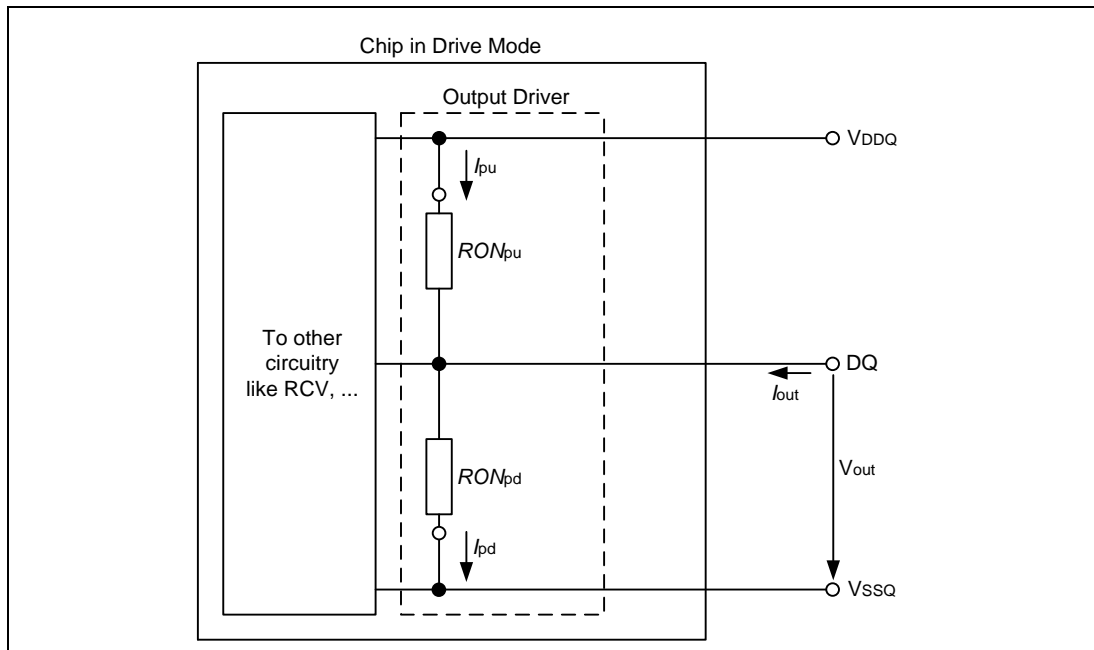 Chip in Drive Mode
Output Driver
VDDQ
Ipu
RONpu
To other
circuitry
like RCV, ...
DQ
Iout
Vout
RONpd
Ipd
VSSQ